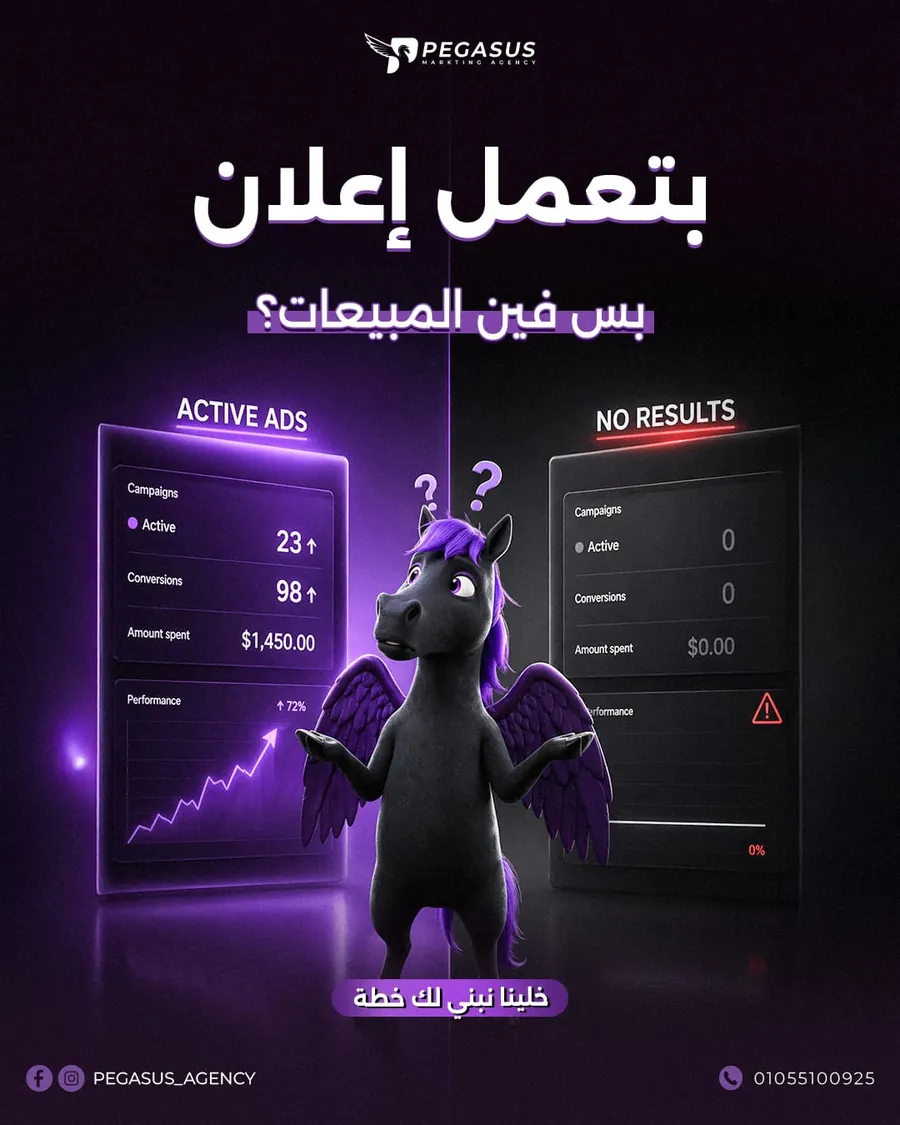 PEGASUS
MARKTING AGENCY
بتعمل إعلان
بس فين المبيعات؟
ACTIVE ADS
Campaigns
Active
23↑
Conversions
98↑
Amount spent
$1,450.00
Performance
↑ 72%
NO RESULTS
Campaigns
Active
0
Conversions
0
Amount spent
$0.00
erformance
0%
? ?
خلينا نبني لك خطة
PEGASUS_AGENCY
01055100925